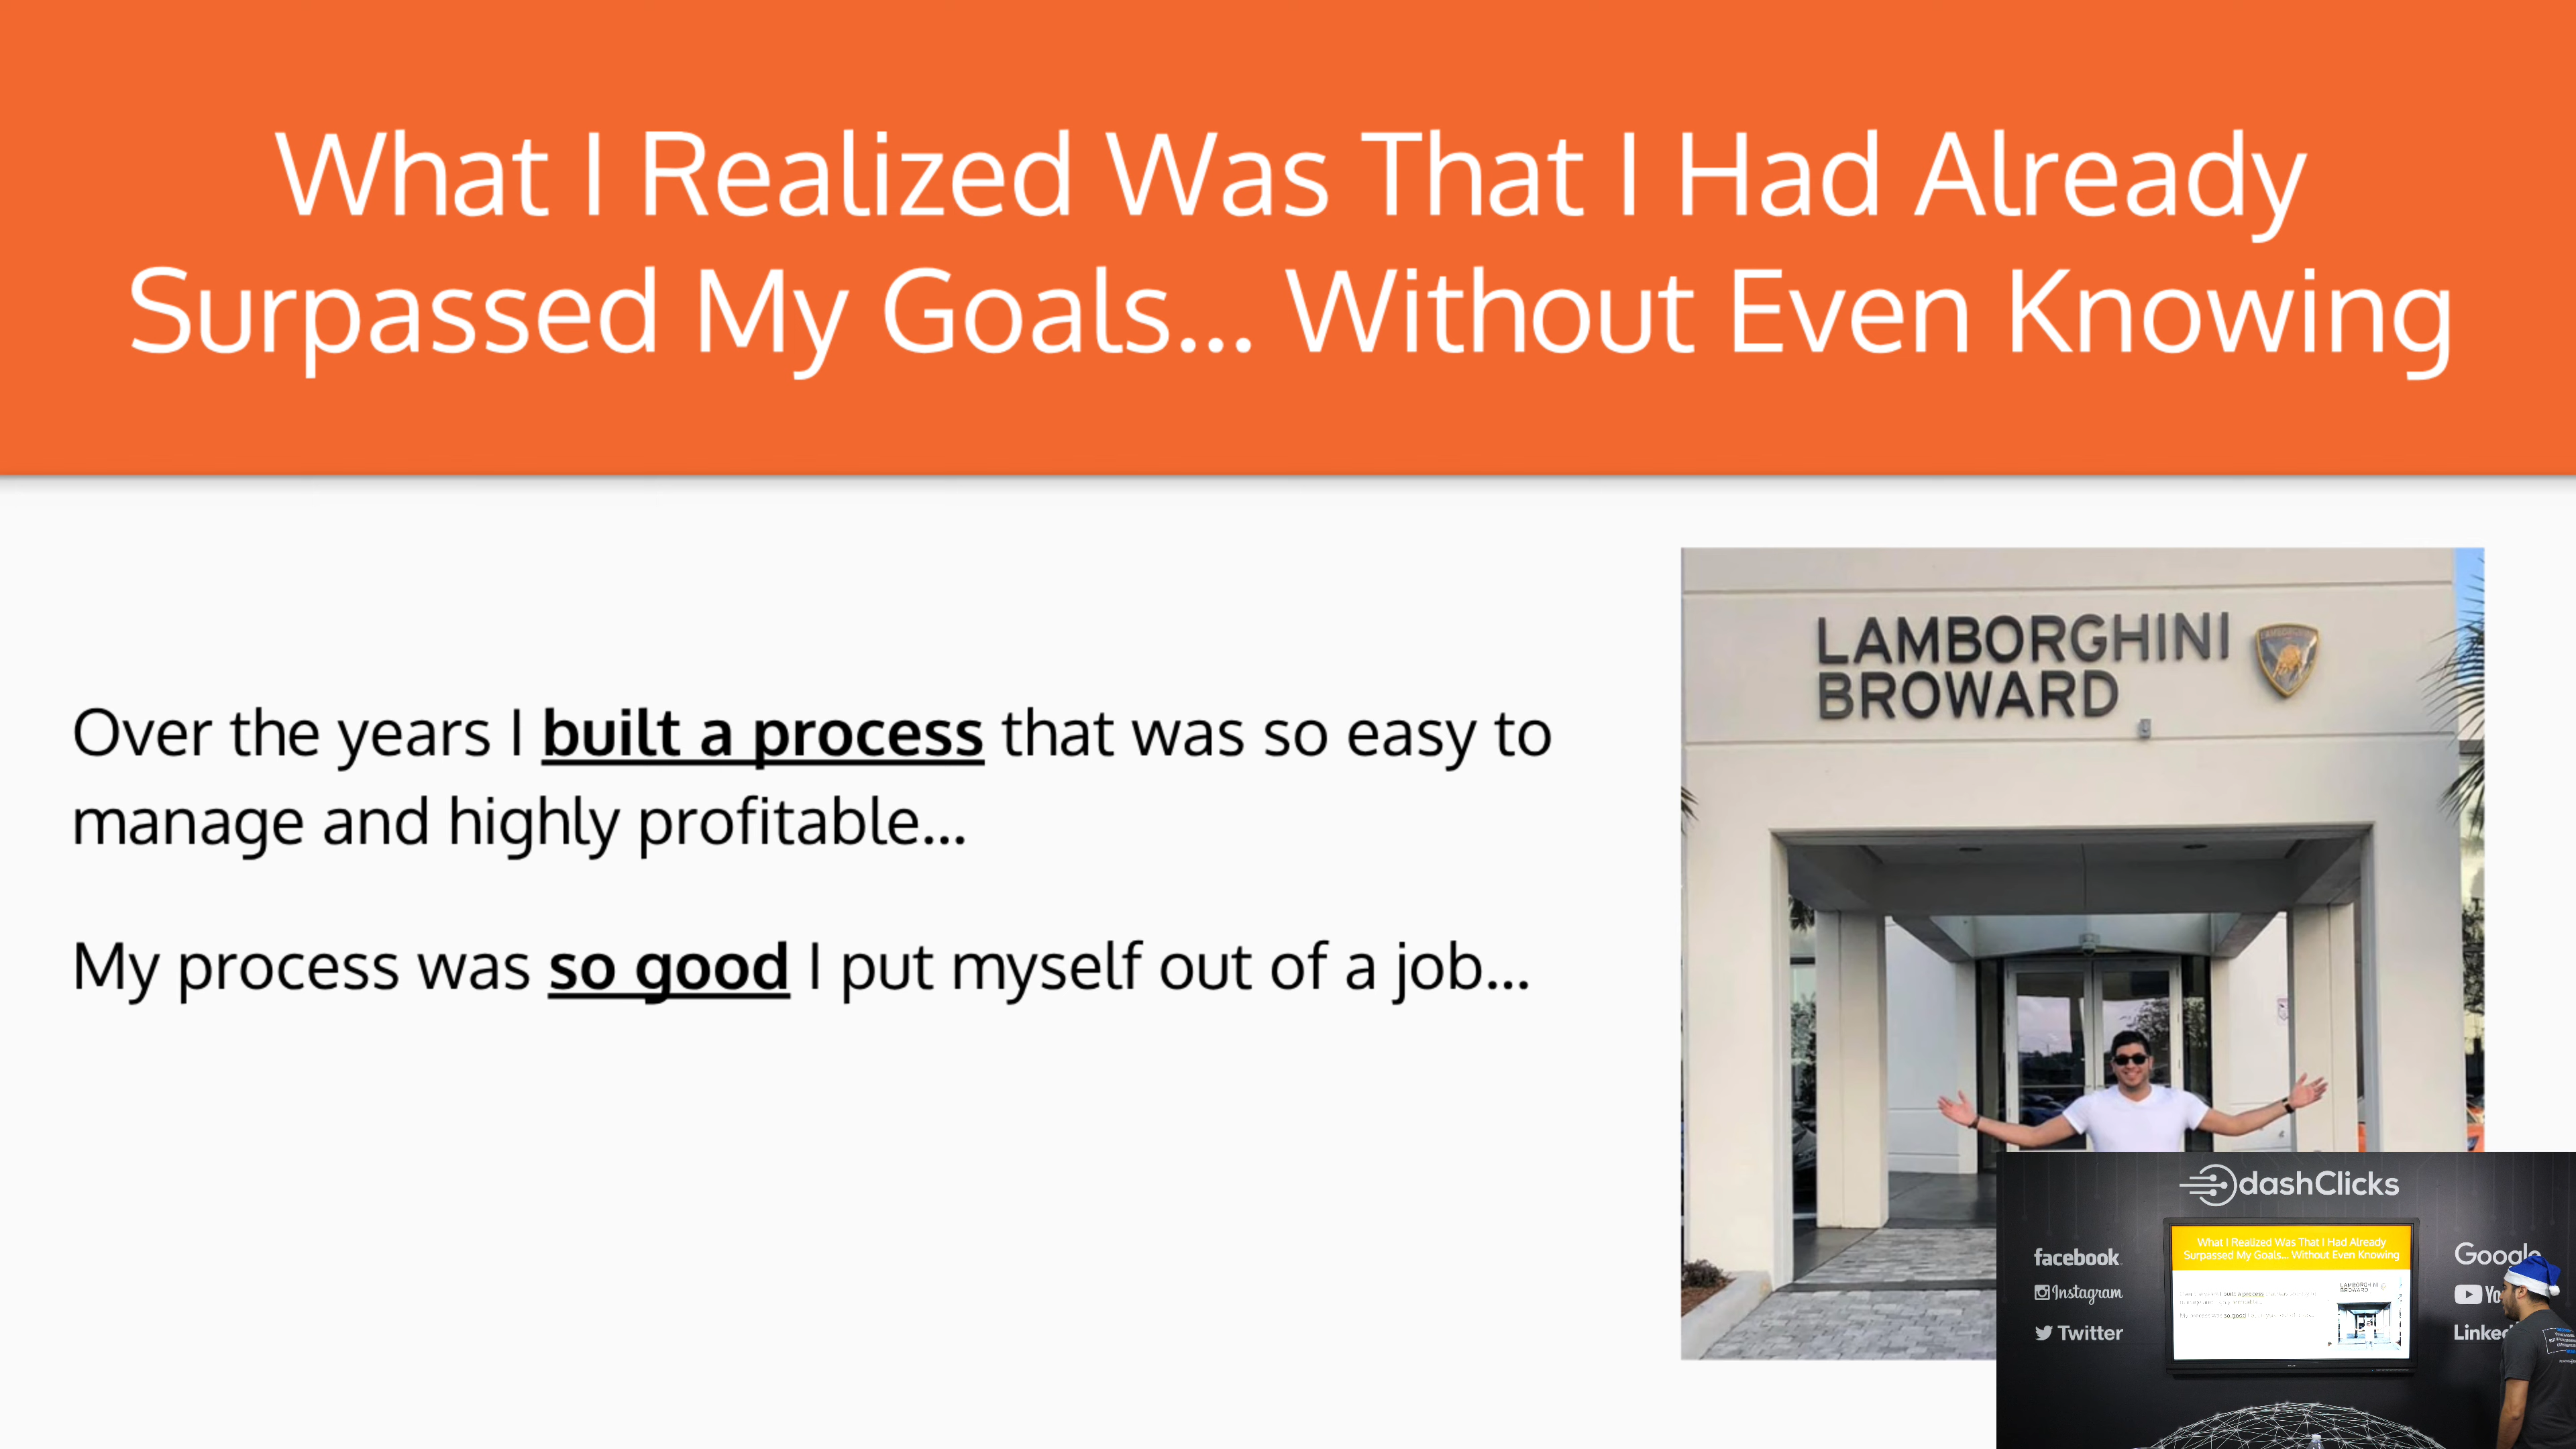 What I Realized Was That I Had Already
Surpassed My Goals... Without Even Knowing
Over the years I built a process that was so easy to
manage and highly profitable...
My process was so good I put myself out of a job...
LAMBORGHINI
BROWARD
dashClicks
facebook
Instagram
Twitter
What I Realized Was That I Had Already
Surpassed My Goals... Without Even Knowing
LAMBORGHINI
BROWARD
Google